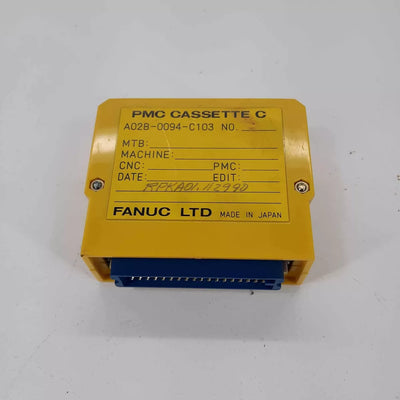 PMC CASSETTE C
A02B-0094-C103 NO.
MTB:
MACHINE:
CNC: PMC:
DATE: EDIT:
FANUC LTD MADE IN JAPAN